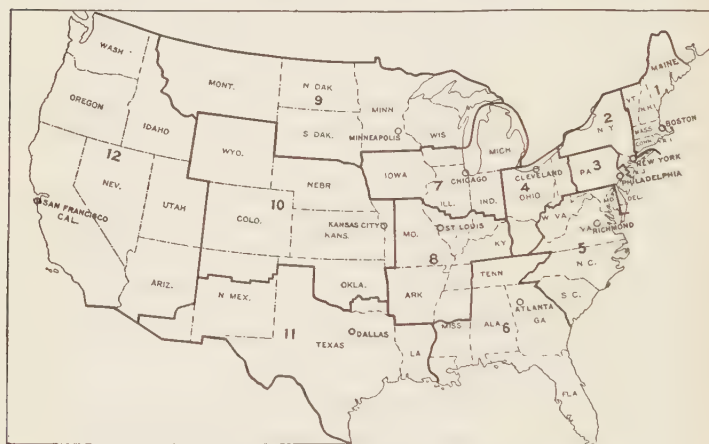 WASH.
MONT.
N DAK
9
MINN
MAINE
1
VT.
N.H.
OREGON
IDAHO
S DAK.
MINNEAPOLIS
WIS
MICH
2
N Y.
MASS
BOSTON
CONN
R.I.
WYO.
12
NEV.
UTAH
NEBR
IOWA
7
CHICAGO
ILL.
IND.
CLEVELAND
4
OHIO
PA
3
NEW YORK
N.J.
PHILADELPHIA
SAN FRANCISCO
CAL.
COLO.
10
KANSAS CITY
KANS.
MO.
ST LOUIS
KY
W VA.
VA
MD.
DEL.
RICHMOND
5
N C.
ARIZ.
N MEX.
OKLA.
ARK
8
TENN
S C.
11
TEXAS
DALLAS
LA
MISS
ALA
6
ATLANTA
GA
FLA